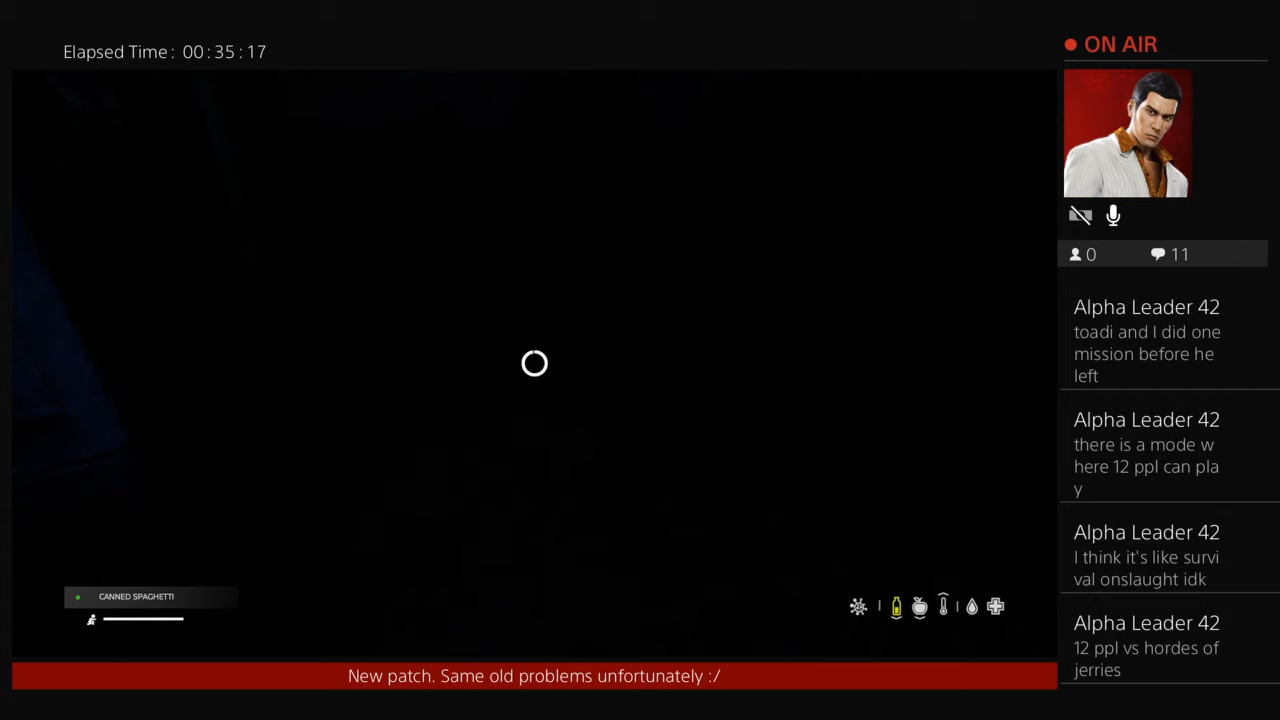 Elapsed Time: 00:35:17
ON AIR
0 11
Alpha Leader 42
toadi and I did one
mission before he
left
Alpha Leader 42
there is a mode w
here 12 ppl can pla
y
Alpha Leader 42
I think it's like survi
val onslaught idk
Alpha Leader 42
12 ppl vs hordes of
jerries
CANNED SPAGHETTI
New patch. Same old problems unfortunately :/